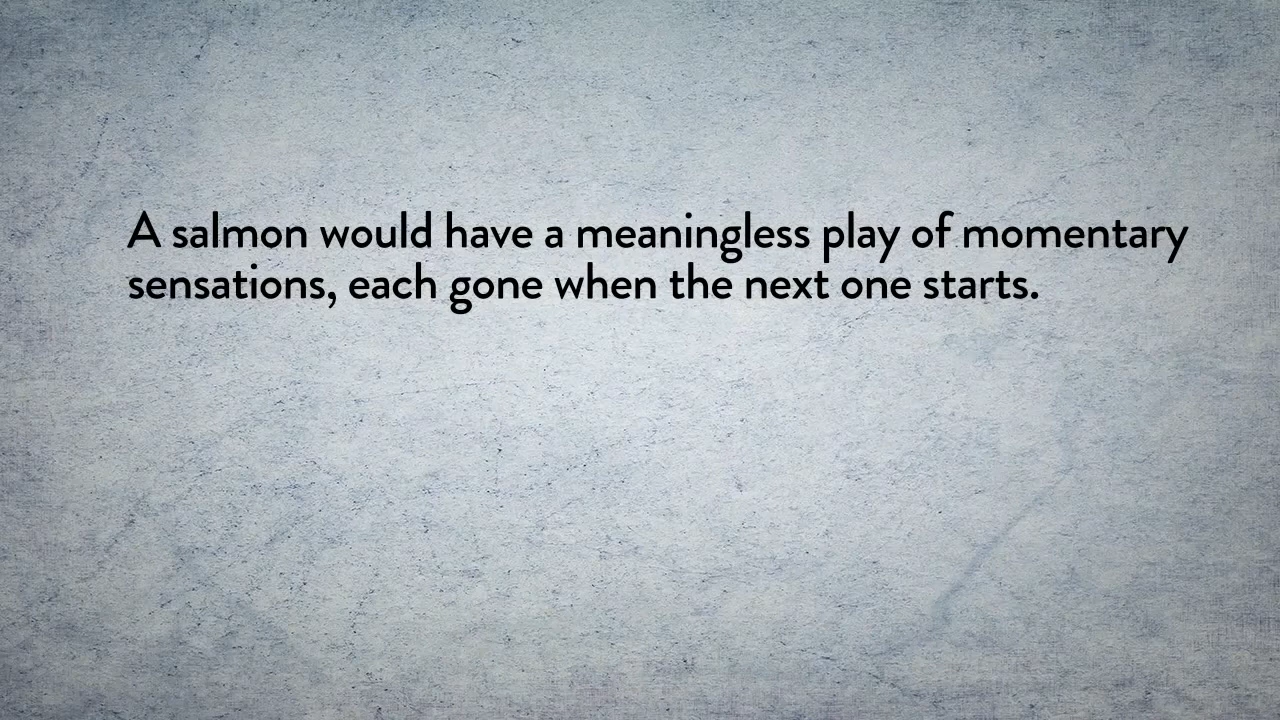 A salmon would have a meaningless play of momentary
sensations, each gone when the next one starts.